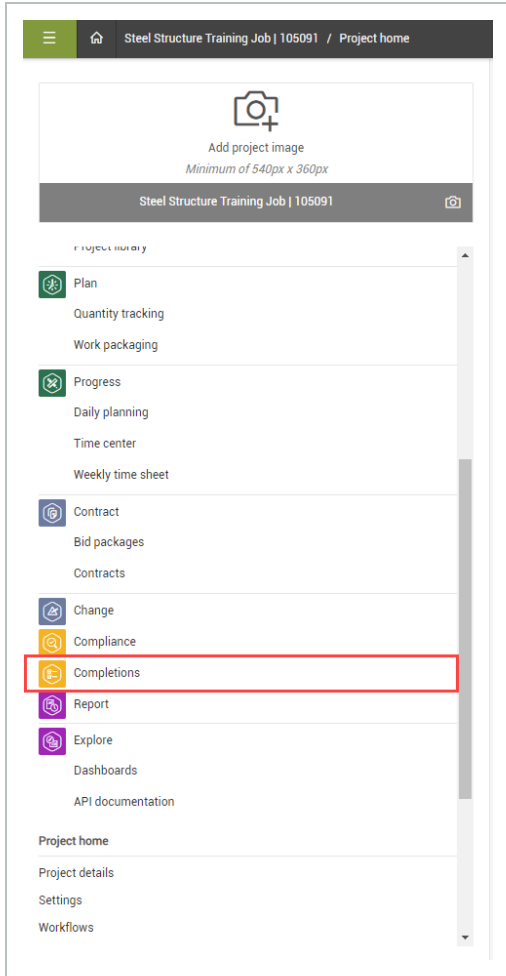 Steel Structure Training Job | 105091 / Project home
Add project image
Minimum of 540px x 360px
Steel Structure Training Job | 105091
Project library
Plan
Quantity tracking
Work packaging
Progress
Daily planning
Time center
Weekly time sheet
Contract
Bid packages
Contracts
Change
Compliance
Completions
Report
Explore
Dashboards
API documentation
Project home
Project details
Settings
Workflows